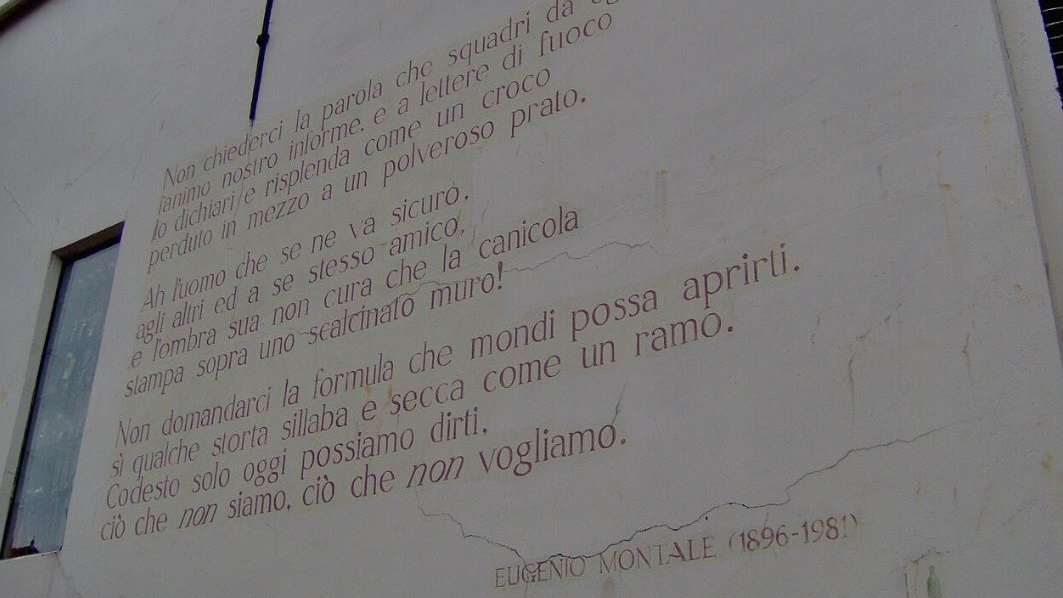 Non chiederci la parola che squadri da
l'animo nostro informe, e a lettere di fuoco
lo dichiari e risplenda come un croco
perduto in mezzo a un polveroso prato.
Ah l'uomo che se ne va sicuro,
agli altri ed a se stesso amico,
e l'ombra sua non cura che la canicola
stampa sopra uno scalcinato muro!
Non domandarci la formula che mondi possa aprirti.
sì qualche storta sillaba e secca come un ramo.
Codesto solo oggi possiamo dirti,
ciò che non siamo, ciò che non vogliamo.
EUGENIO MONTALE (1896-1981)